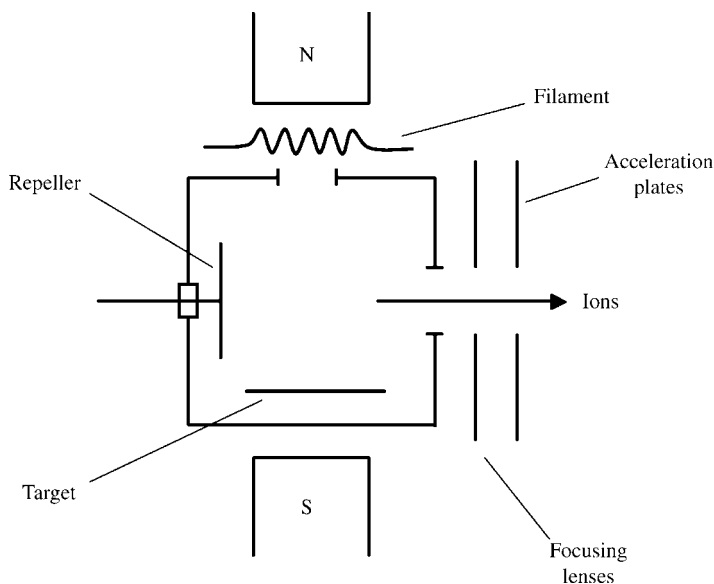 N
Filament
Acceleration
plates
Repeller
Ions
Target
S
Focusing
lenses